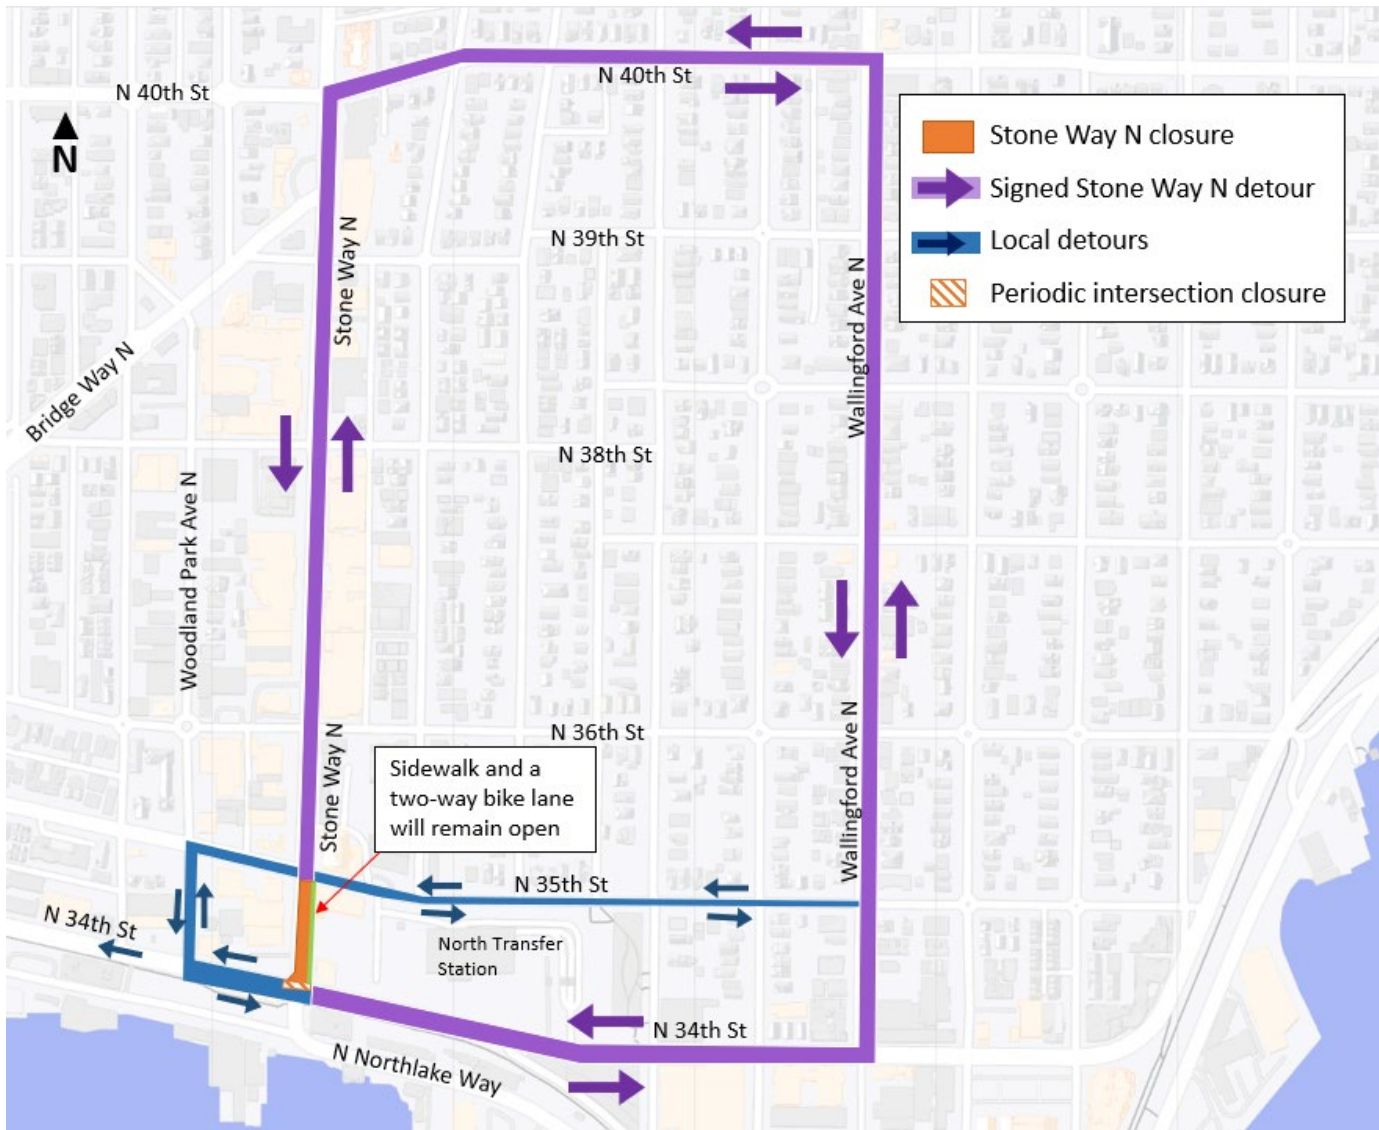 N 40th St
N 40th St
N
Stone Way N closure
Signed Stone Way N detour
Local detours
Periodic intersection closure
N 39th St
Stone Way N
Wallingford Ave N
Bridge Way N
N 38th St
Woodland Park Ave N
N 36th St
Stone Way N
Wallingford Ave N
Sidewalk and a
two-way bike lane
will remain open
N 35th St
N 34th St
North Transfer
Station
N 34th St
N Northlake Way